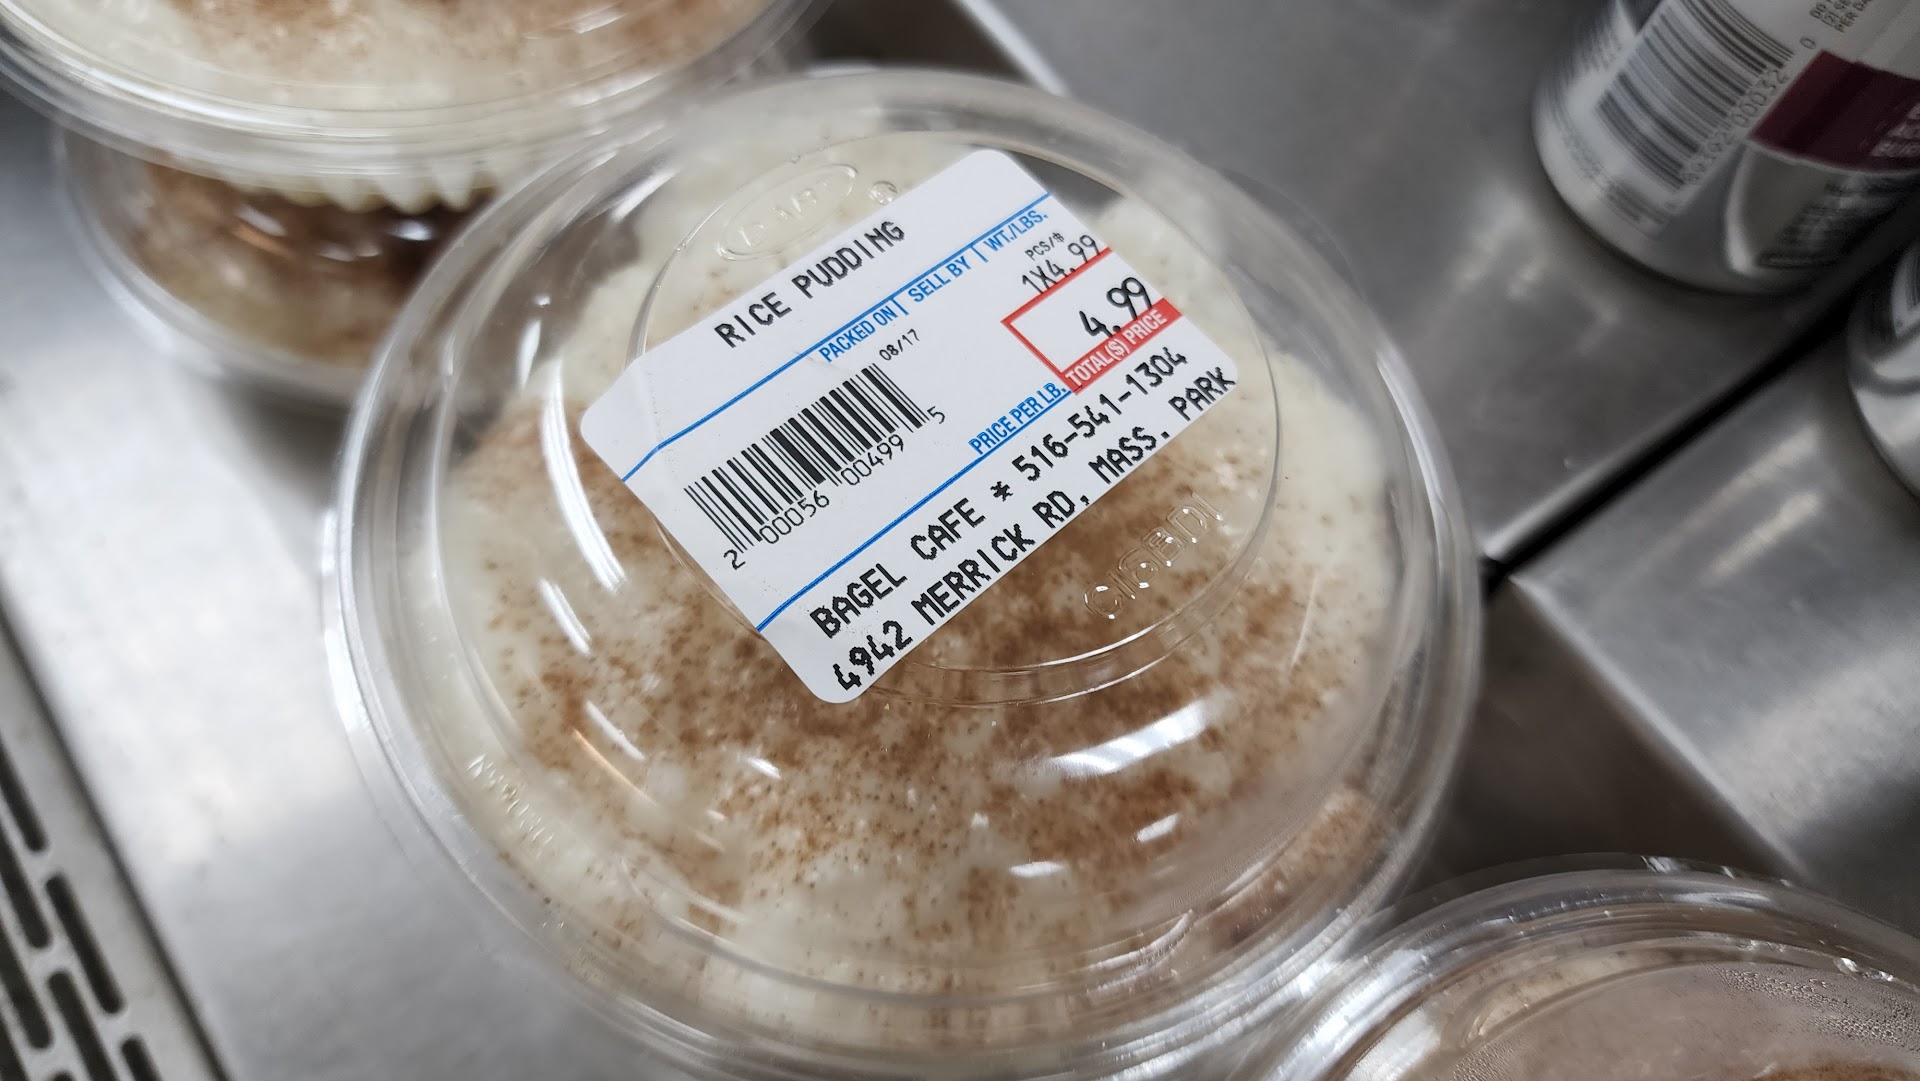 RICE PUDDING
PACKED ON | SELL BY | WT./LBS.
08/17
PCS/$
1X4.99
4.99
TOTAL($) PRICE
PRICE PER LB.
2 00056 00499 5
BAGEL CAFE * 516-541-1304
4942 MERRICK RD, MASS. PARK